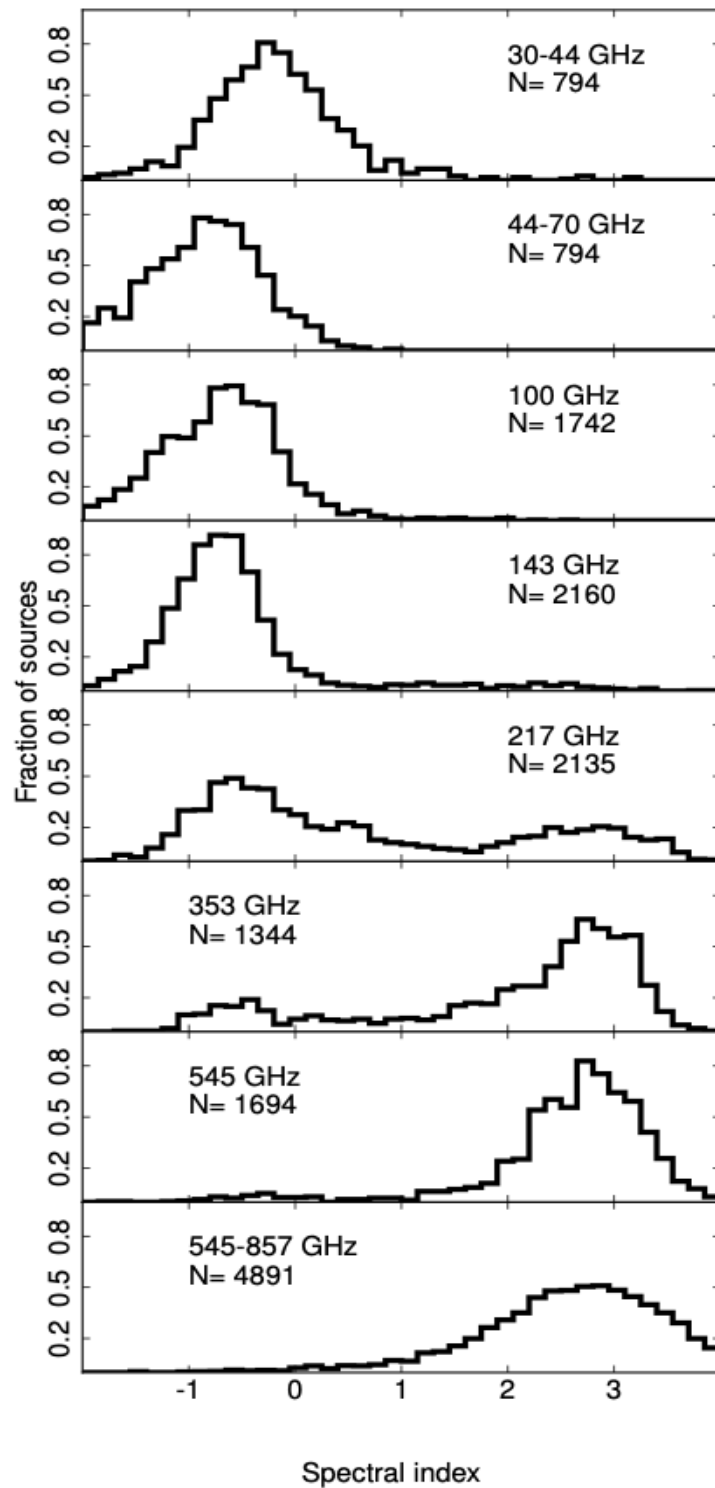 0.8
0.5
0.2
30-44 GHz
N= 794
0.8
0.5
0.2
44-70 GHz
N= 794
0.8
0.5
0.2
100 GHz
N= 1742
0.8
0.5
0.2
143 GHz
N= 2160
Fraction of sources
0.8
0.5
0.2
217 GHz
N= 2135
0.8
0.5
0.2
353 GHz
N= 1344
0.8
0.5
0.2
545 GHz
N= 1694
0.8
0.5
0.2
545-857 GHz
N= 4891
-1 0 1 2 3
Spectral index